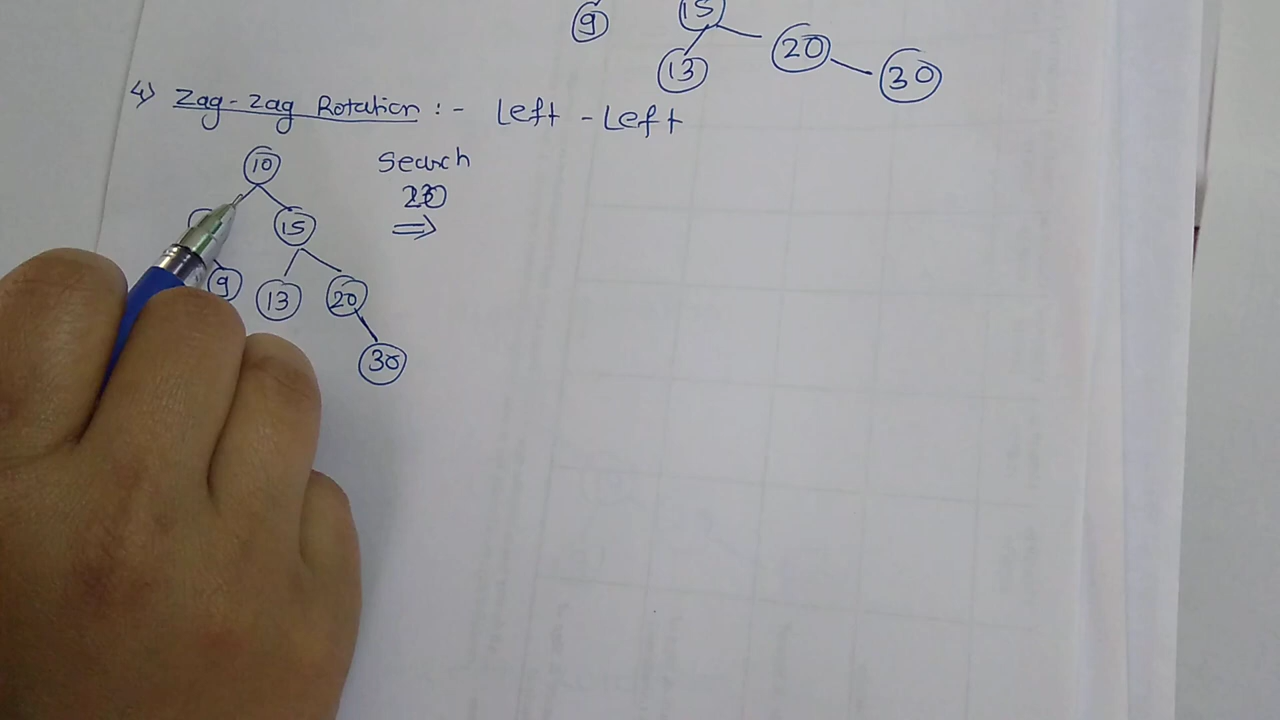 15
9 20
13 30
4) Zag-Zag Rotation :- Left - Left
10 Search
20
15
9 13 20
30